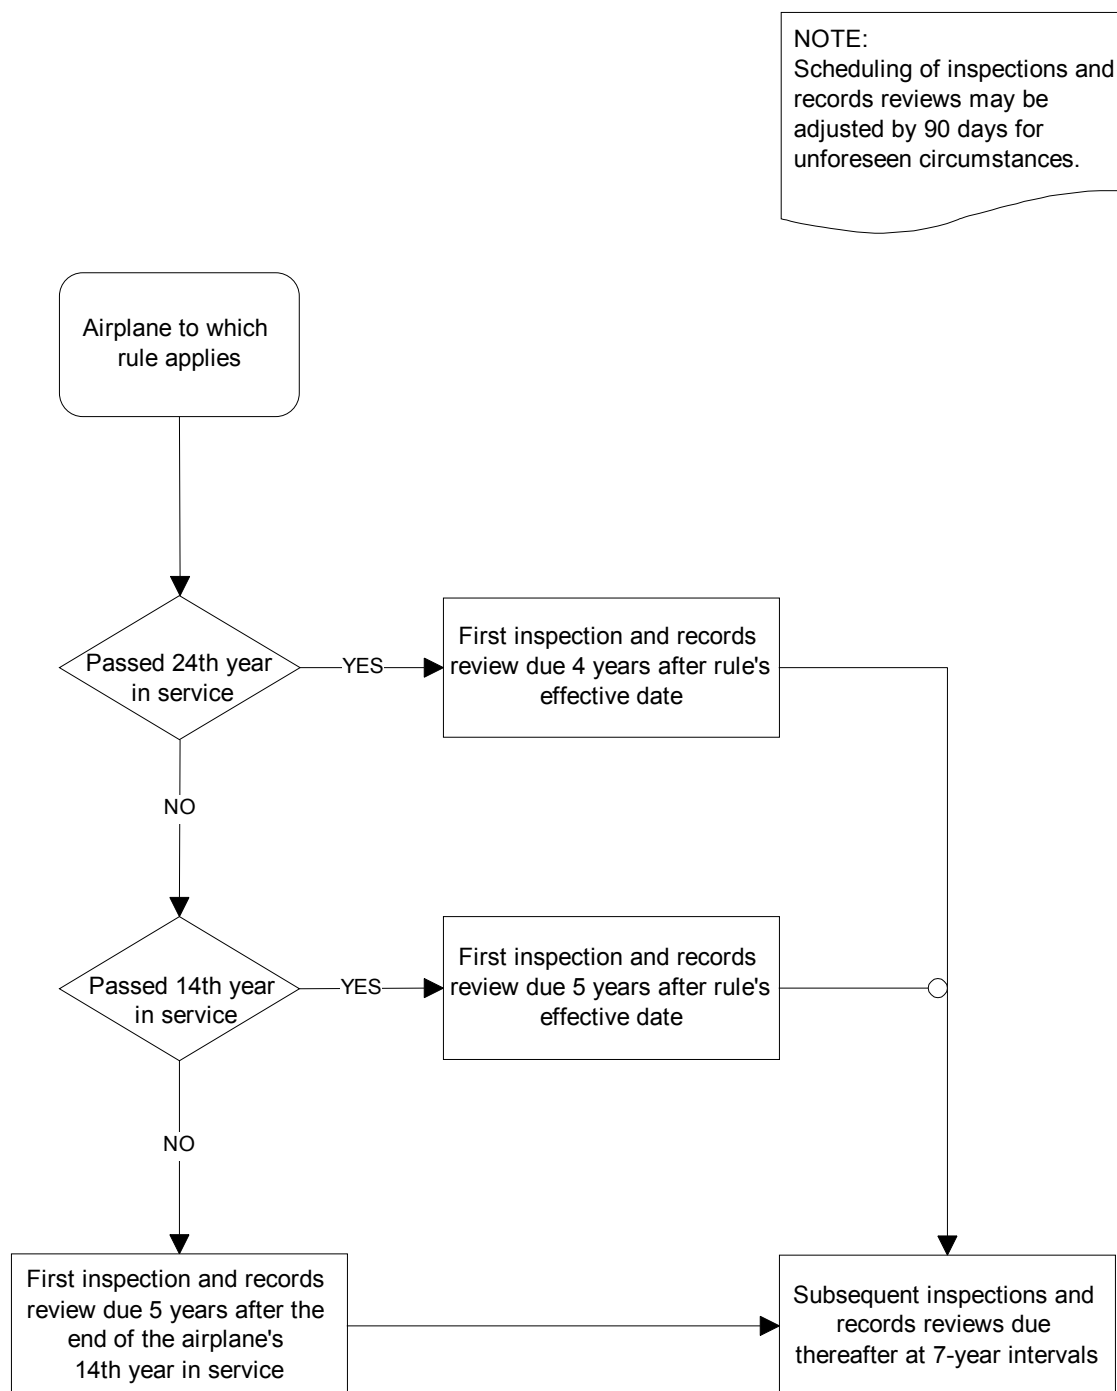 NOTE:
Scheduling of inspections and
records reviews may be
adjusted by 90 days for
unforeseen circumstances.
Airplane to which
rule applies
Passed 24th year
in service
YES
First inspection and records
review due 4 years after rule's
effective date
NO
Passed 14th year
in service
YES
First inspection and records
review due 5 years after rule's
effective date
NO
First inspection and records
review due 5 years after the
end of the airplane's
14th year in service
Subsequent inspections and
records reviews due
thereafter at 7-year intervals